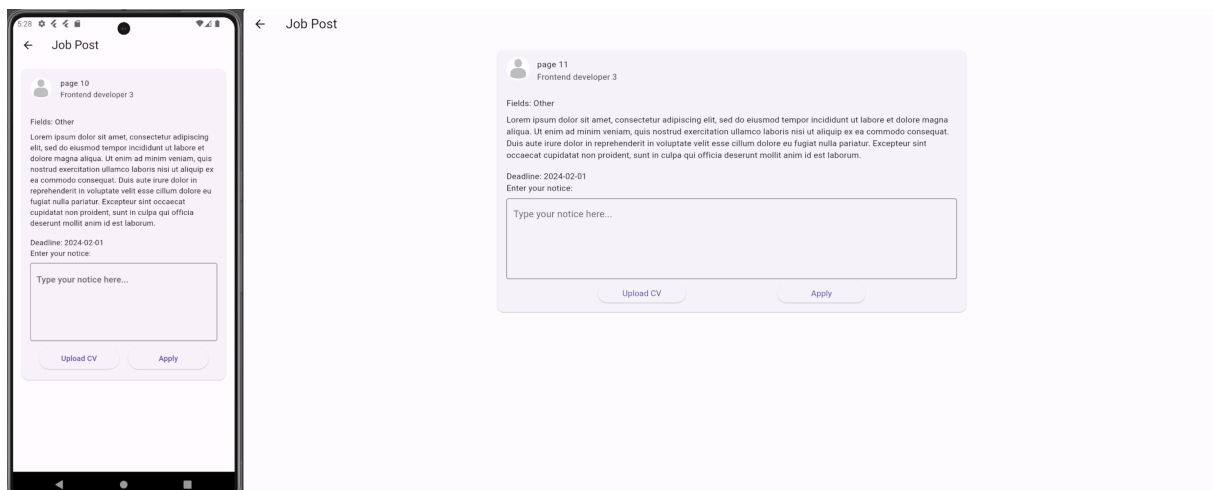 5:28
Job Post
page 10
Frontend developer 3
Fields: Other
Lorem ipsum dolor sit amet, consectetur adipiscing
elit, sed do eiusmod tempor incididunt ut labore et
dolore magna aliqua. Ut enim ad minim veniam, quis
nostrud exercitation ullamco laboris nisi ut aliquip ex
ea commodo consequat. Duis aute irure dolor in
reprehenderit in voluptate velit esse cillum dolore eu
fugiat nulla pariatur. Excepteur sint occaecat
cupidatat non proident, sunt in culpa qui officia
deserunt mollit anim id est laborum.
Deadline: 2024-02-01
Enter your notice:
Type your notice here...
Upload CV
Apply
Job Post
page 11
Frontend developer 3
Fields: Other
Lorem ipsum dolor sit amet, consectetur adipiscing elit, sed do eiusmod tempor incididunt ut labore et dolore magna
aliqua. Ut enim ad minim veniam, quis nostrud exercitation ullamco laboris nisi ut aliquip ex ea commodo consequat.
Duis aute irure dolor in reprehenderit in voluptate velit esse cillum dolore eu fugiat nulla pariatur. Excepteur sint
occaecat cupidatat non proident, sunt in culpa qui officia deserunt mollit anim id est laborum.
Deadline: 2024-02-01
Enter your notice:
Type your notice here...
Upload CV
Apply